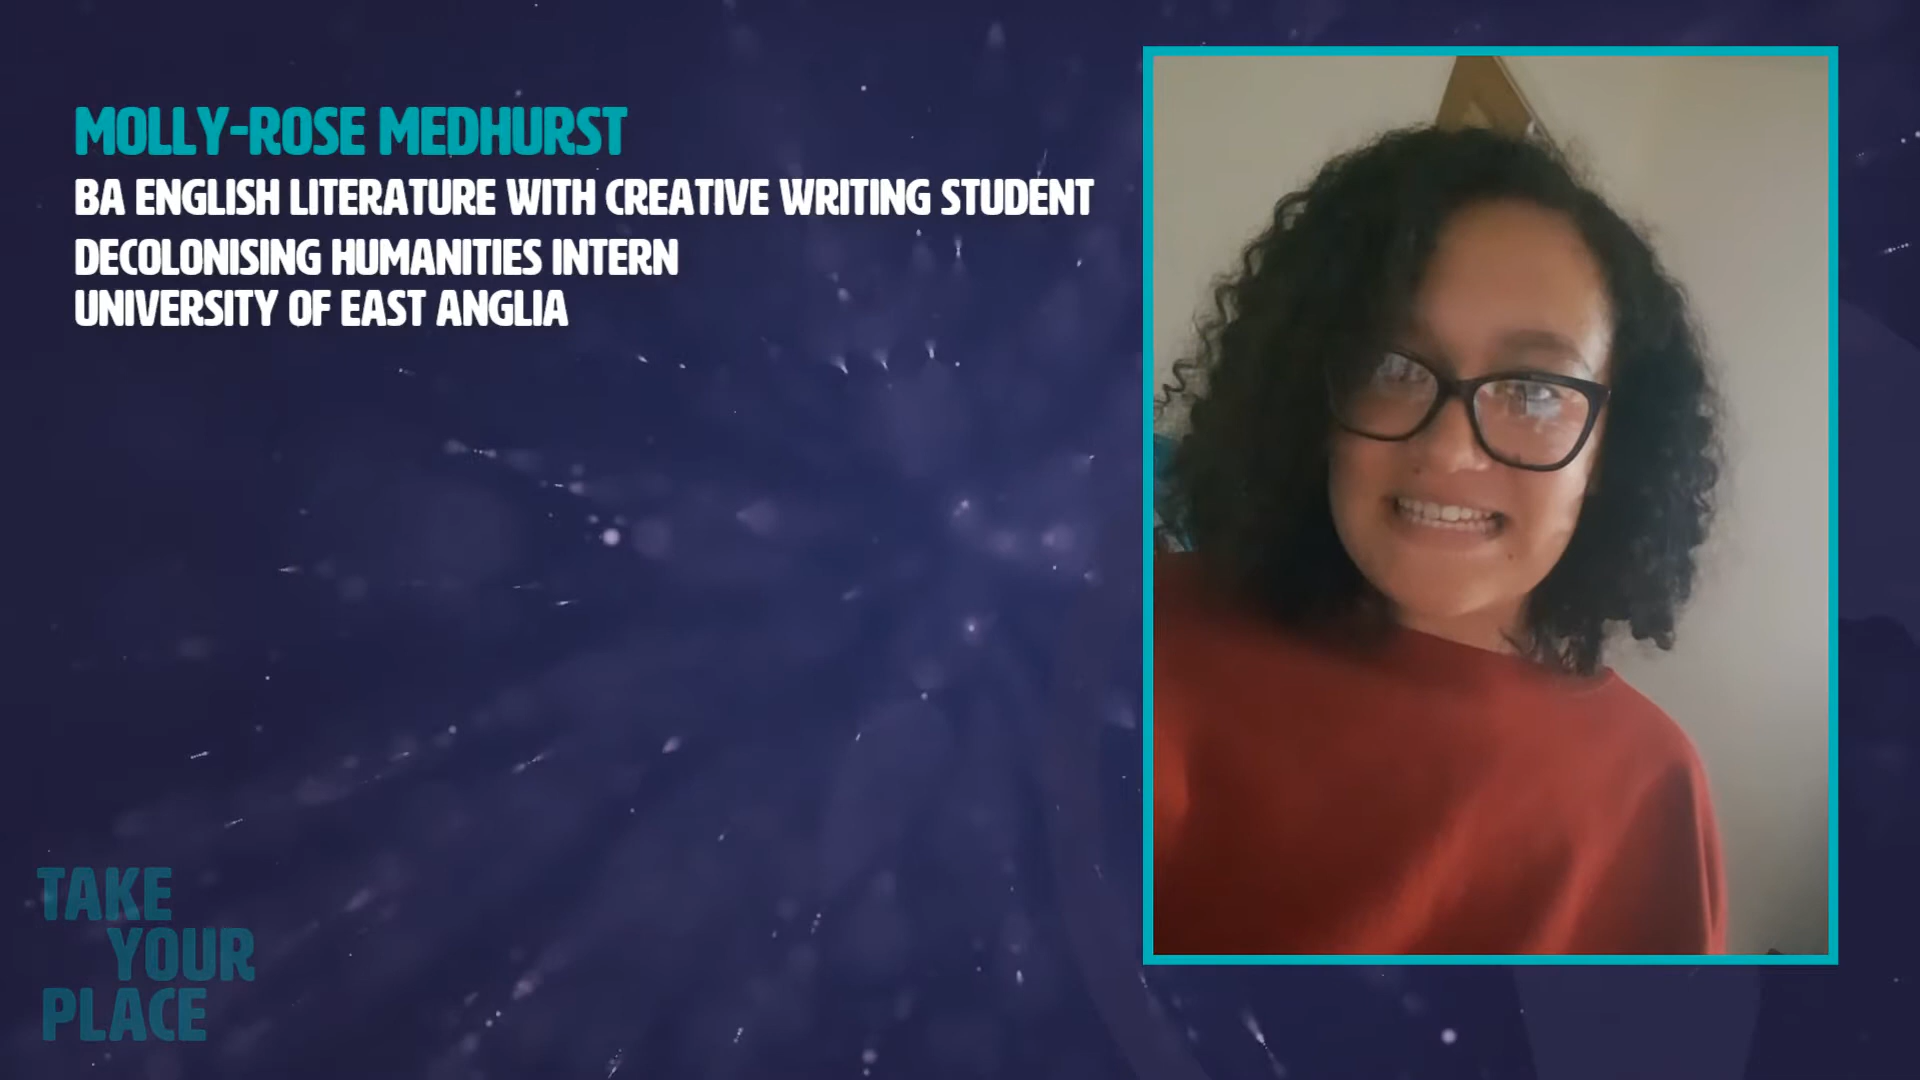 MOLLY-ROSE MEDHURST
BA ENGLISH LITERATURE WITH CREATIVE WRITING STUDENT
DECOLONISING HUMANITIES INTERN
UNIVERSITY OF EAST ANGLIA
TAKE
YOUR
PLACE